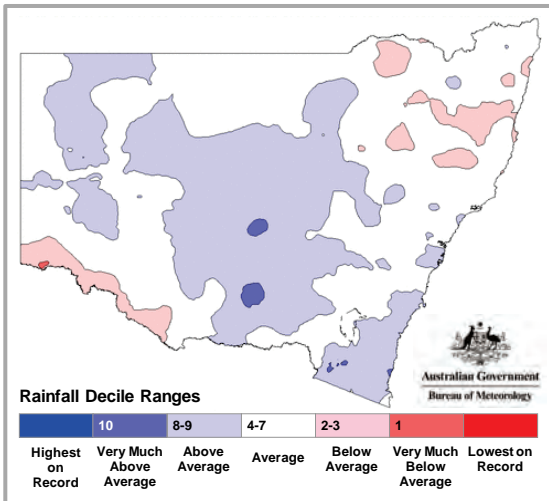 Australian Government
Bureau of Meteorology
Rainfall Decile Ranges
10 8-9 4-7 2-3 1
Highest on Record
Very Much Above Average
Above Average
Average
Below Average
Very Much Below Average
Lowest on Record